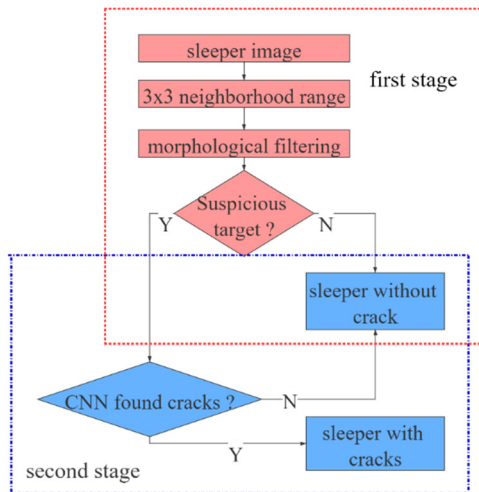 sleeper image
first stage
3x3 neighborhood range
morphological filtering
Suspicious
target ?
Y
N
sleeper without
crack
CNN found cracks ?
N
Y
sleeper with
cracks
second stage